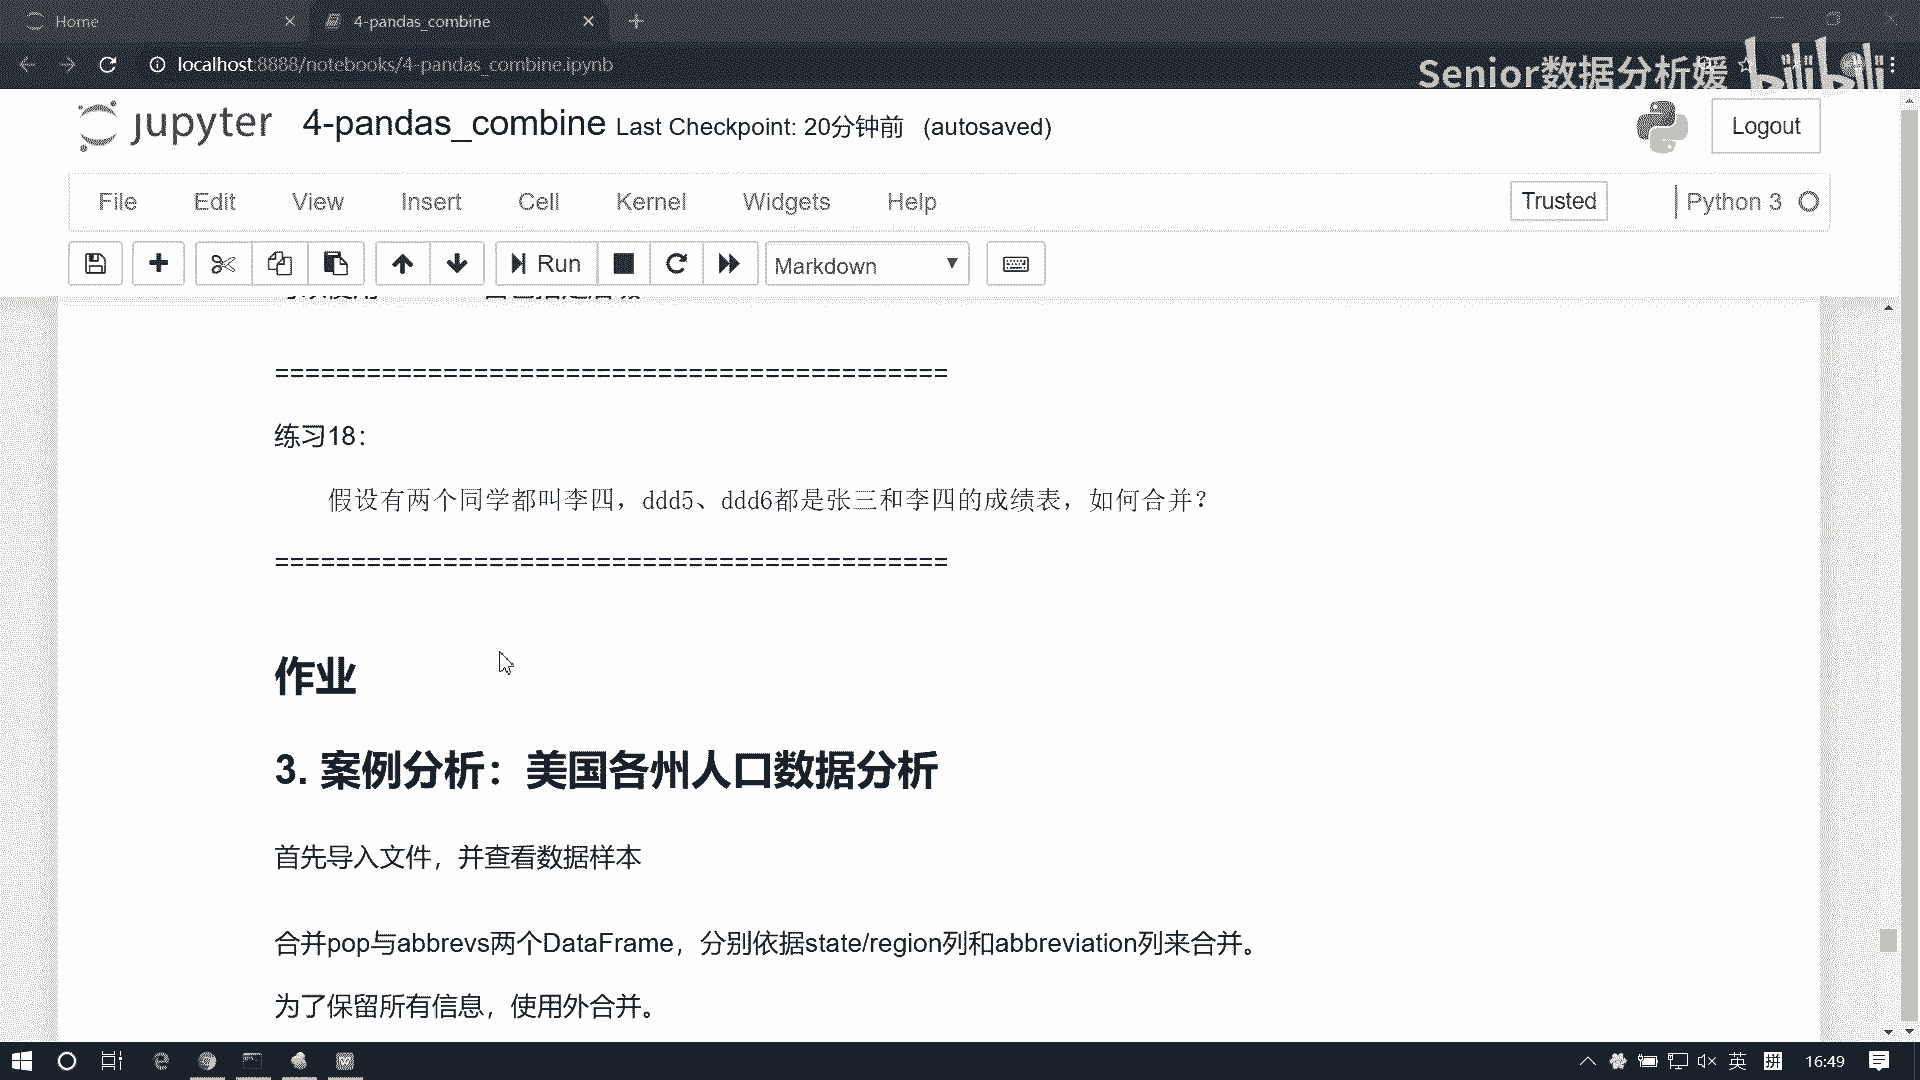 Home
4-pandas_combine
localhost:8888/notebooks/4-pandas_combine.ipynb
Senior数据分析媛 bilibili
jupyter 4-pandas_combine Last Checkpoint: 20分钟前 (autosaved)
Logout
File Edit View Insert Cell Kernel Widgets Help
Trusted
Python 3
Run
Markdown
============================================
练习18：
假设有两个同学都叫李四，ddd5、ddd6都是张三和李四的成绩表，如何合并？
============================================
作业
3. 案例分析：美国各州人口数据分析
首先导入文件，并查看数据样本
合并pop与abbrevs两个DataFrame，分别依据state/region列和abbreviation列来合并。
为了保留所有信息，使用外合并。
英 拼 16:49